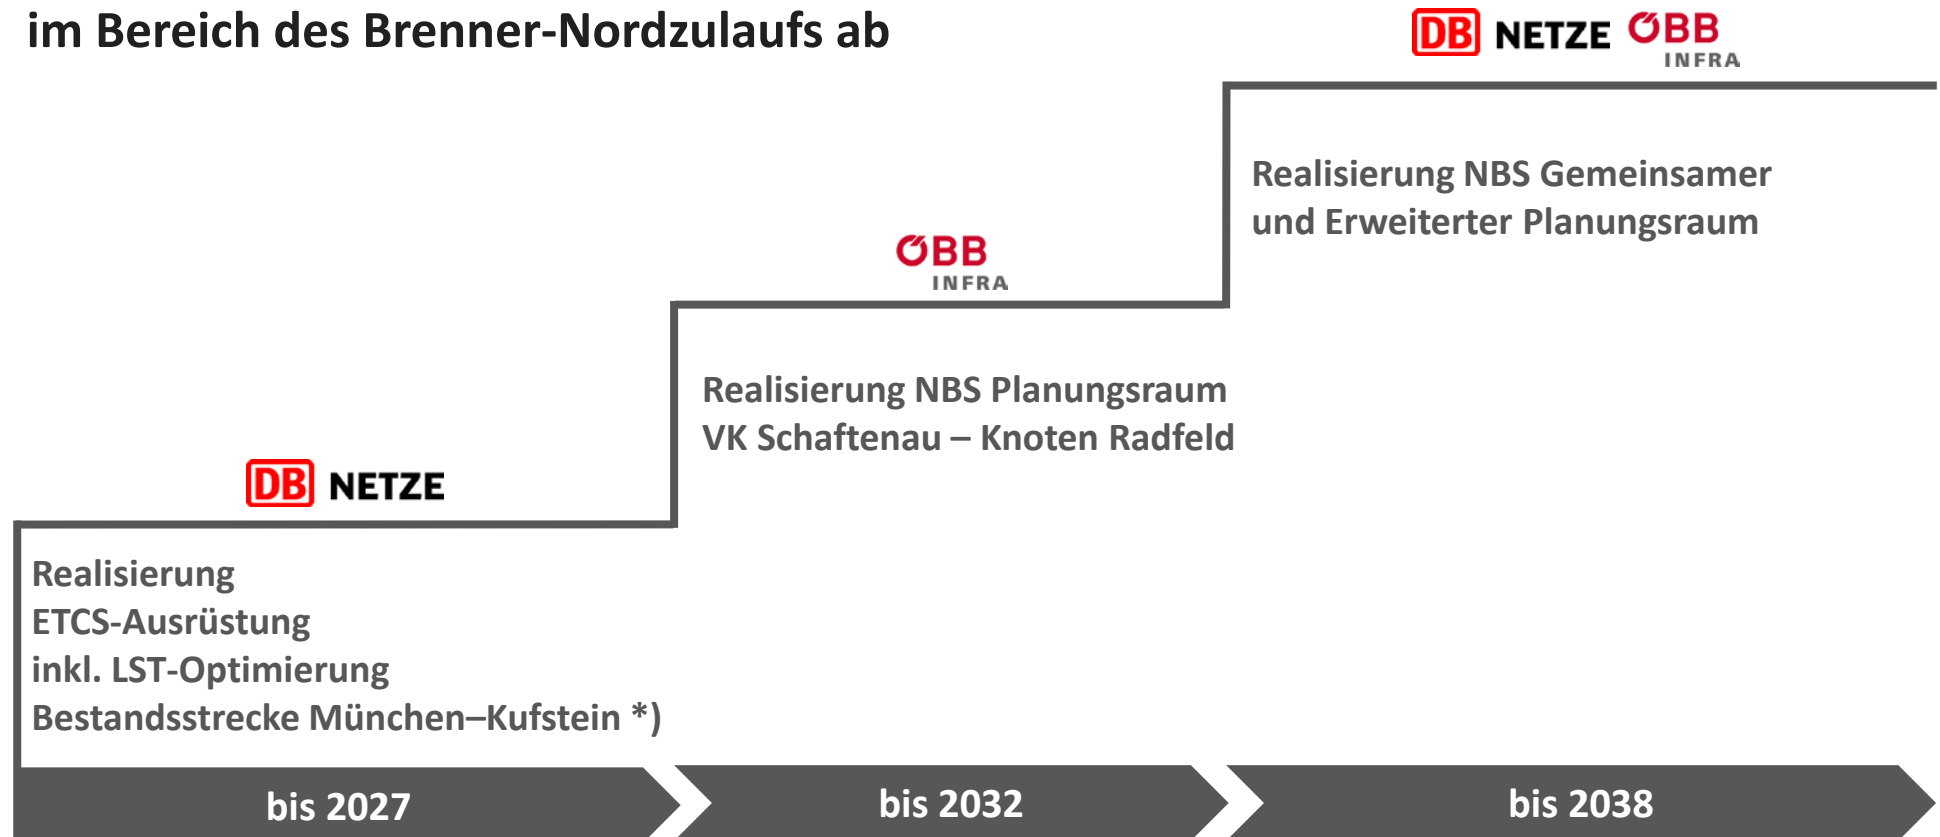 im Bereich des Brenner-Nordzulaufs ab
DB NETZE ÖBB
INFRA
Realisierung NBS Gemeinsamer
und Erweiterter Planungsraum
ÖBB
INFRA
Realisierung NBS Planungsraum
VK Schaftenau – Knoten Radfeld
DB NETZE
Realisierung
ETCS-Ausrüstung
inkl. LST-Optimierung
Bestandsstrecke München–Kufstein *)
bis 2027
bis 2032
bis 2038